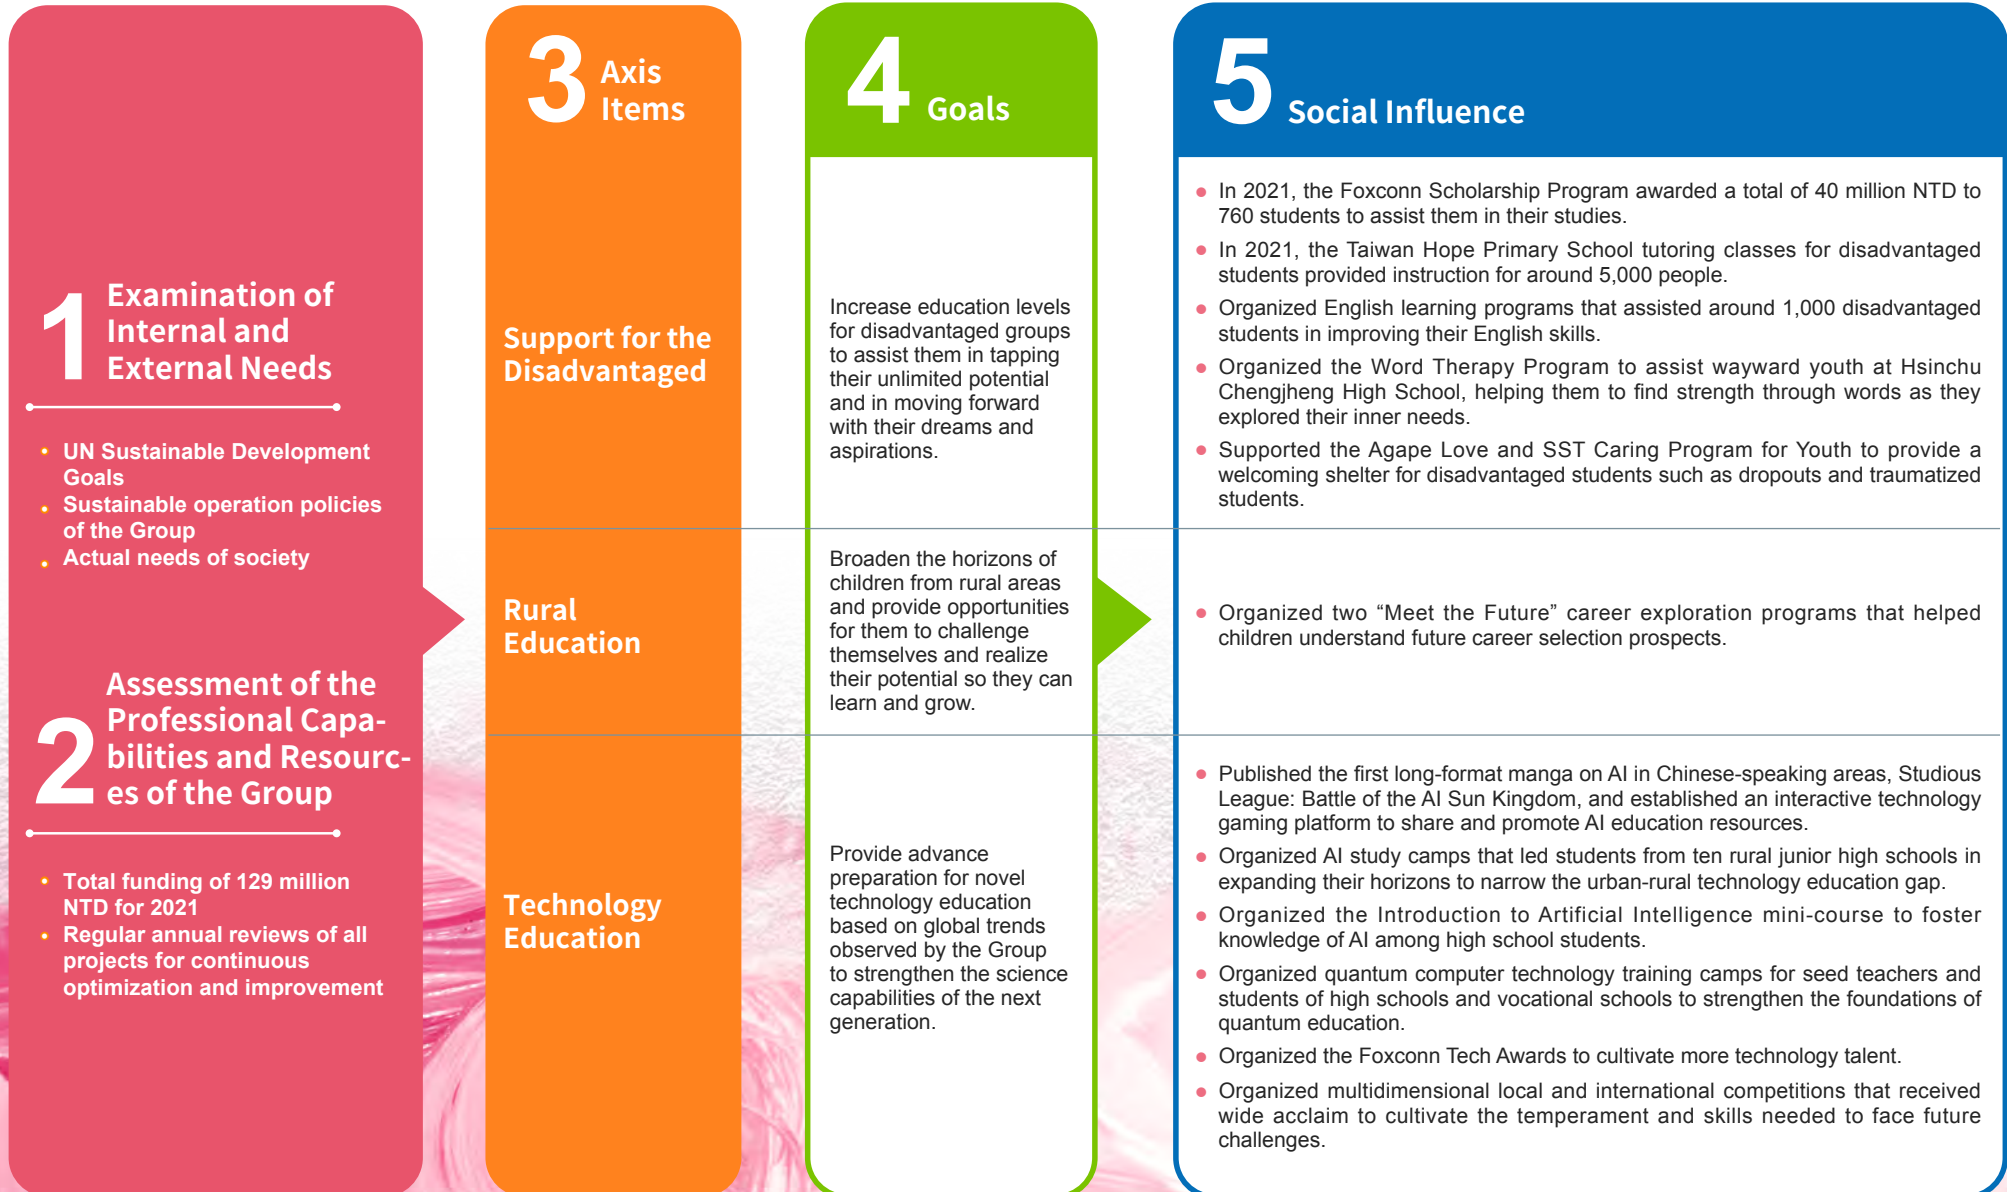 1
Examination of
Internal and
External Needs
UN Sustainable Development
Goals
Sustainable operation policies
of the Group
Actual needs of society
2
Assessment of the
Professional Capa-
bilities and Resourc-
es of the Group
Total funding of 129 million
NTD for 2021
Regular annual reviews of all
projects for continuous
optimization and improvement
3 Axis
Items
Support for the
Disadvantaged
Rural
Education
Technology
Education
4 Goals
Increase education levels
for disadvantaged groups
to assist them in tapping
their unlimited potential
and in moving forward
with their dreams and
aspirations.
Broaden the horizons of
children from rural areas
and provide opportunities
for them to challenge
themselves and realize
their potential so they can
learn and grow.
Provide advance
preparation for novel
technology education
based on global trends
observed by the Group
to strengthen the science
capabilities of the next
generation.
5 Social Influence
In 2021, the Foxconn Scholarship Program awarded a total of 40 million NTD to
760 students to assist them in their studies.
In 2021, the Taiwan Hope Primary School tutoring classes for disadvantaged
students provided instruction for around 5,000 people.
Organized English learning programs that assisted around 1,000 disadvantaged
students in improving their English skills.
Organized the Word Therapy Program to assist wayward youth at Hsinchu
Chengjheng High School, helping them to find strength through words as they
explored their inner needs.
Supported the Agape Love and SST Caring Program for Youth to provide a
welcoming shelter for disadvantaged students such as dropouts and traumatized
students.
Organized two “Meet the Future” career exploration programs that helped
children understand future career selection prospects.
Published the first long-format manga on AI in Chinese-speaking areas, Studious
League: Battle of the AI Sun Kingdom, and established an interactive technology
gaming platform to share and promote AI education resources.
Organized AI study camps that led students from ten rural junior high schools in
expanding their horizons to narrow the urban-rural technology education gap.
Organized the Introduction to Artificial Intelligence mini-course to foster
knowledge of AI among high school students.
Organized quantum computer technology training camps for seed teachers and
students of high schools and vocational schools to strengthen the foundations of
quantum education.
Organized the Foxconn Tech Awards to cultivate more technology talent.
Organized multidimensional local and international competitions that received
wide acclaim to cultivate the temperament and skills needed to face future
challenges.